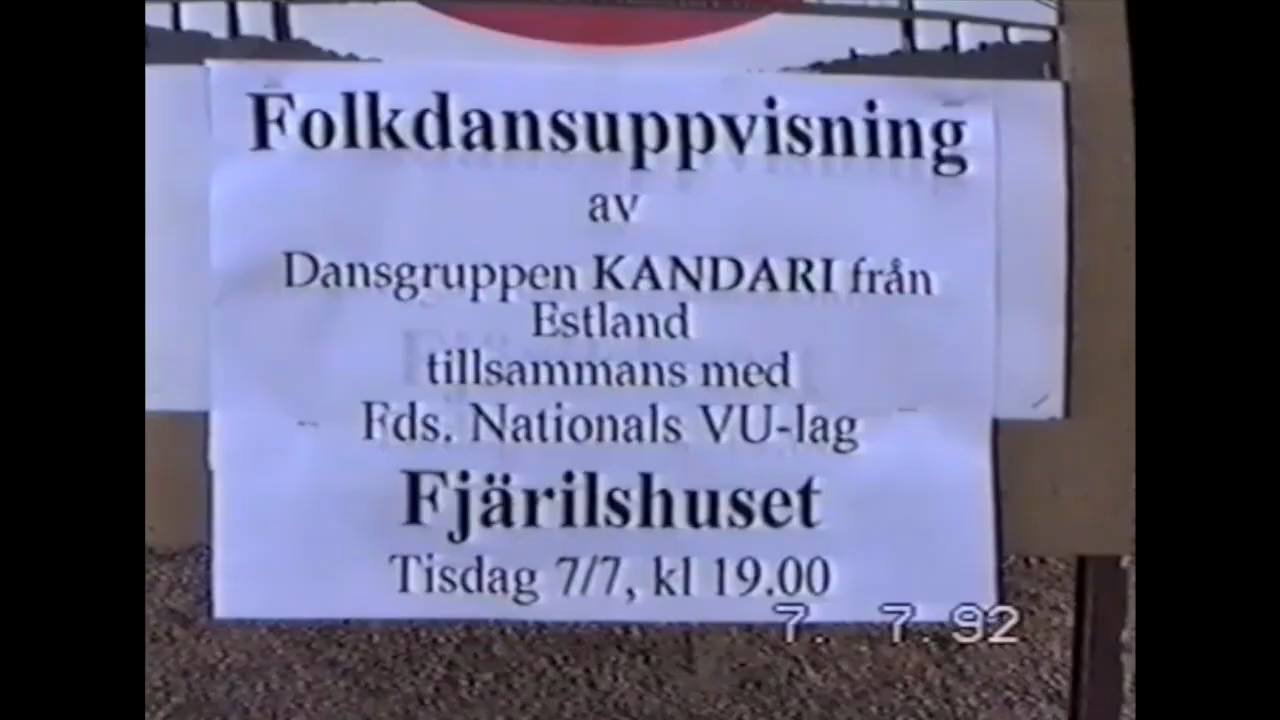 Folkdansuppvisning
av
Dansgruppen KANDARI från
Estland
tillsammans med
Fds. Nationals VU-lag
Fjärilshuset
Tisdag 7/7, kl 19.00
7. 7.92